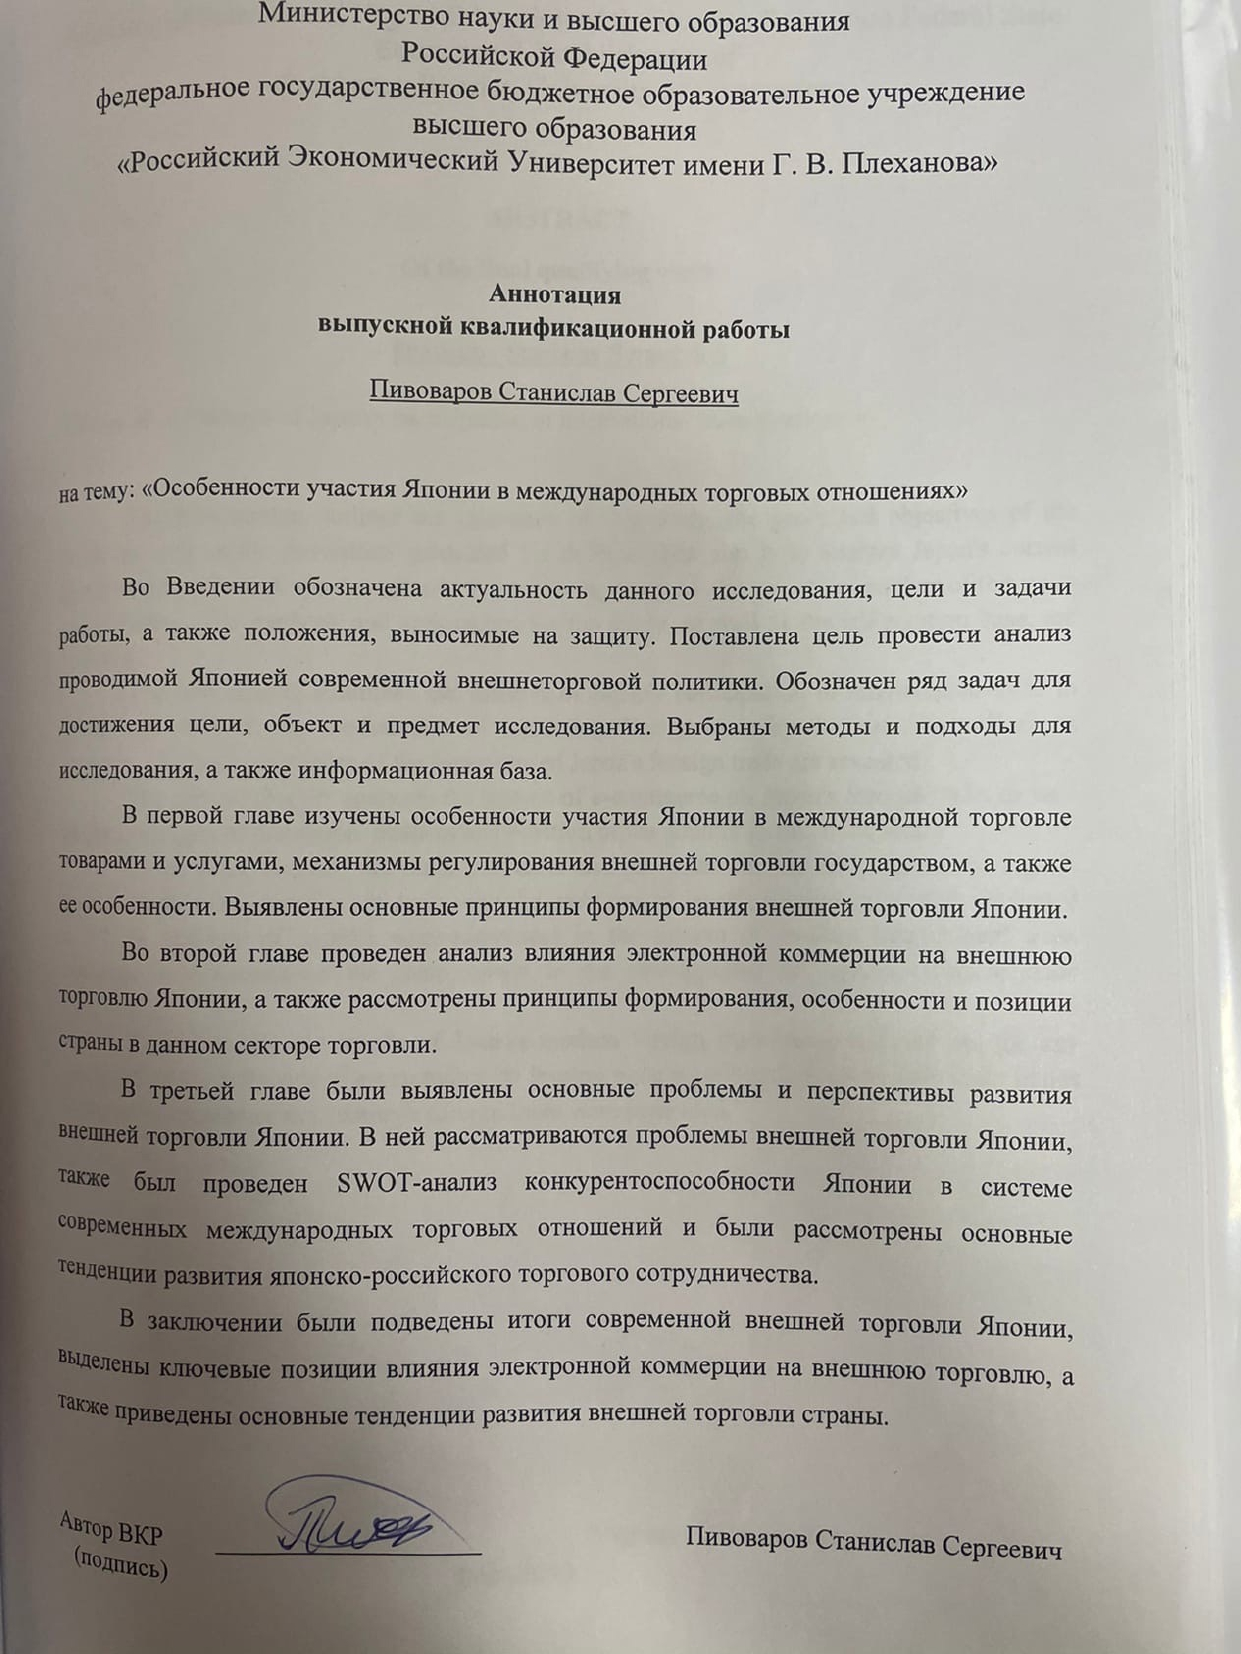 Министерство науки и высшего образования
Российской Федерации
федеральное государственное бюджетное образовательное учреждение
высшего образования
«Российский Экономический Университет имени Г. В. Плеханова»
Аннотация
выпускной квалификационной работы
Пивоваров Станислав Сергеевич
на тему: «Особенности участия Японии в международных торговых отношениях»
Во Введении обозначена актуальность данного исследования, цели и задачи
работы, а также положения, выносимые на защиту. Поставлена цель провести анализ
проводимой Японией современной внешнеторговой политики. Обозначен ряд задач для
достижения цели, объект и предмет исследования. Выбраны методы и подходы для
исследования, а также информационная база.
В первой главе изучены особенности участия Японии в международной торговле
товарами и услугами, механизмы регулирования внешней торговли государством, а также
ее особенности. Выявлены основные принципы формирования внешней торговли Японии.
Во второй главе проведен анализ влияния электронной коммерции на внешнюю
торговлю Японии, а также рассмотрены принципы формирования, особенности и позиции
страны в данном секторе торговли.
В третьей главе были выявлены основные проблемы и перспективы развития
внешней торговли Японии. В ней рассматриваются проблемы внешней торговли Японии,
также был проведен SWOT-анализ конкурентоспособности Японии в системе
современных международных торговых отношений и были рассмотрены основные
тенденции развития японско-российского торгового сотрудничества.
В заключении были подведены итоги современной внешней торговли Японии,
выделены ключевые позиции влияния электронной коммерции на внешнюю торговлю, а
также приведены основные тенденции развития внешней торговли страны.
Автор ВКР
(подпись)
Пивоваров Станислав Сергеевич